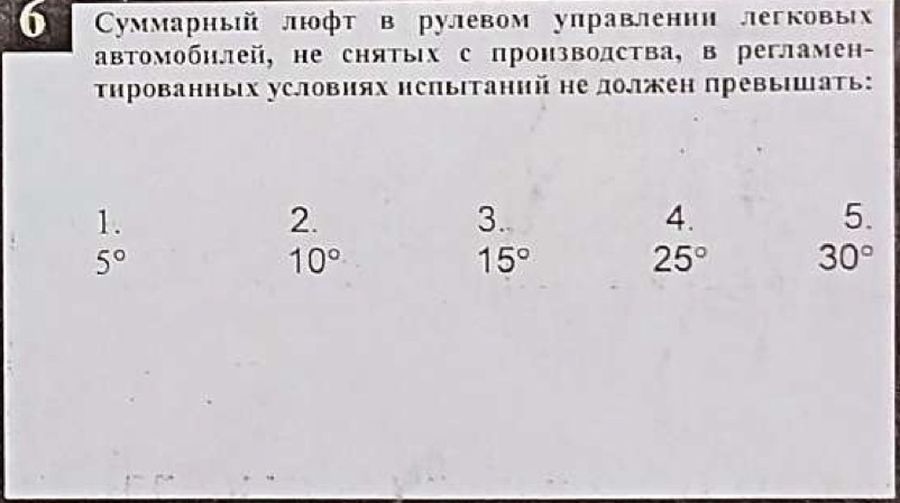 6
Суммарный люфт в рулевом управлении легковых
автомобилей, не снятых с производства, в регламен-
тированных условиях испытаний не должен превышать:
1. 2. 3. 4. 5.
5° 10° 15° 25° 30°